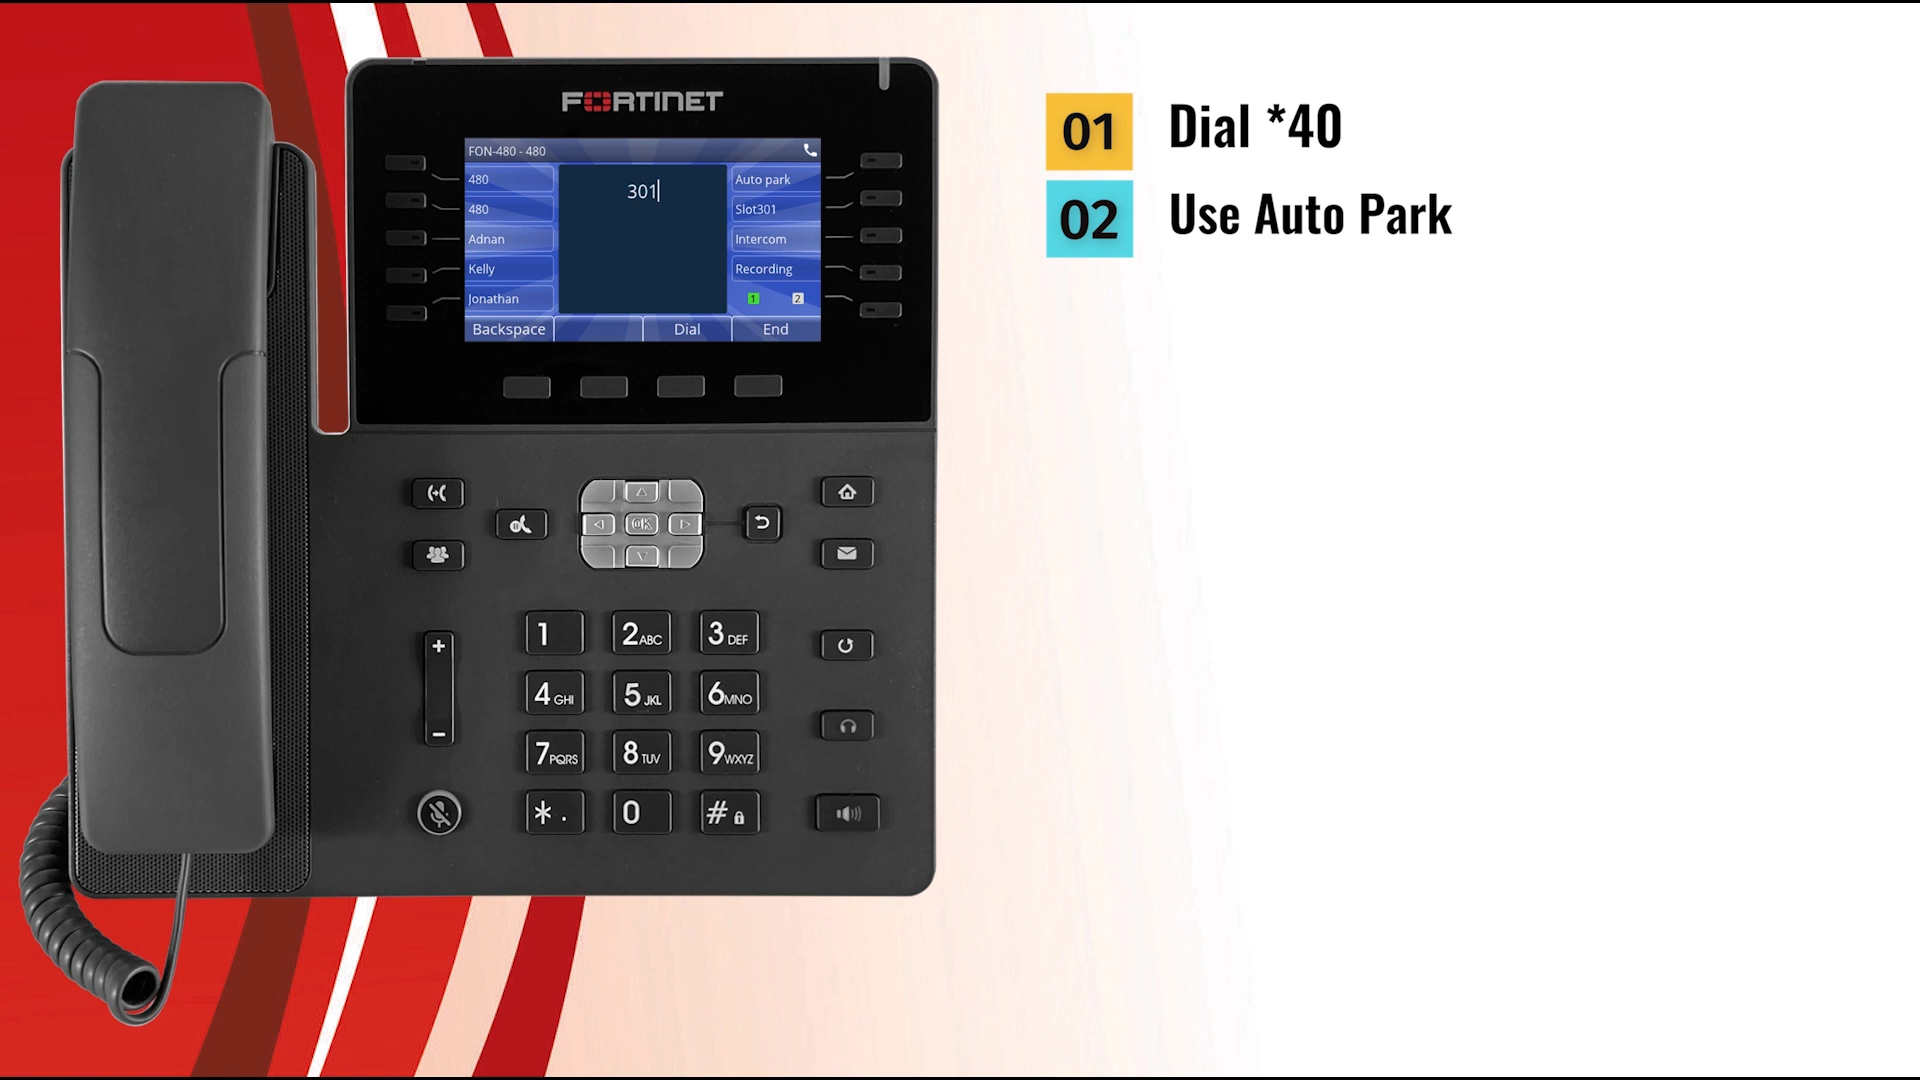 FORTINET
FON-480 - 480
480
480
Adnan
Kelly
Jonathan
301
Auto park
Slot301
Intercom
Recording
1 2
Backspace Dial End
OK
+
-
1 2 ABC 3 DEF
4 GHI 5 JKL 6 MNO
7 PQRS 8 TUV 9 WXYZ
* . 0 #
01 Dial *40
02 Use Auto Park